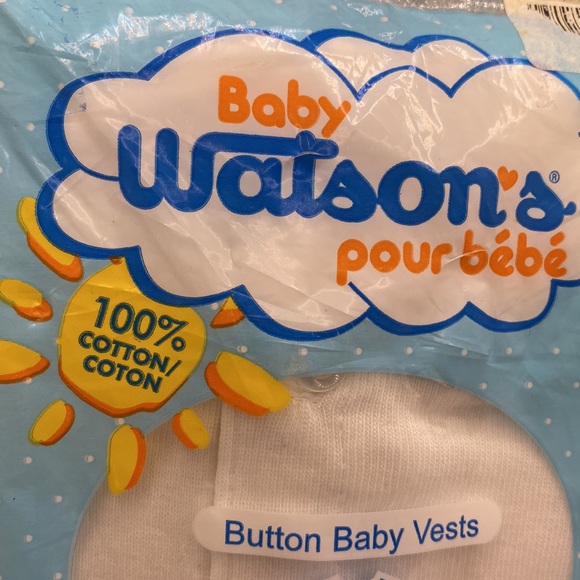 Baby
Watson's®
pour bébé
100%
COTTON/
COTON
Button Baby Vests